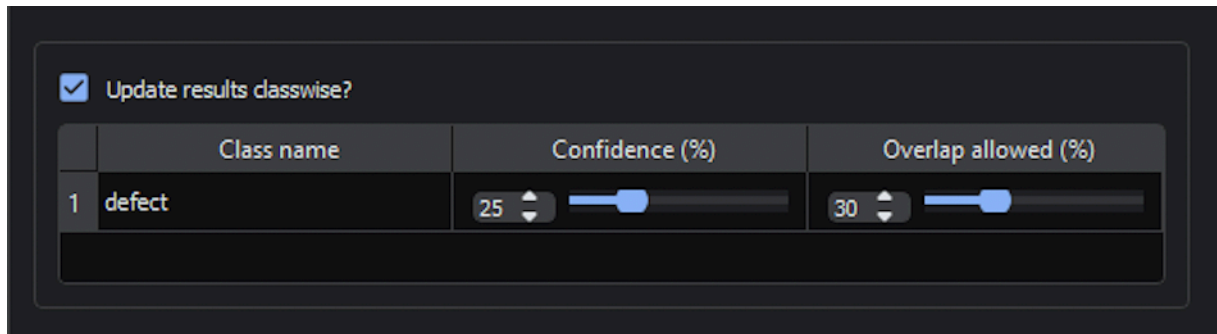 Update results classwise?
Class name Confidence (%) Overlap allowed (%)
1 defect 25 30